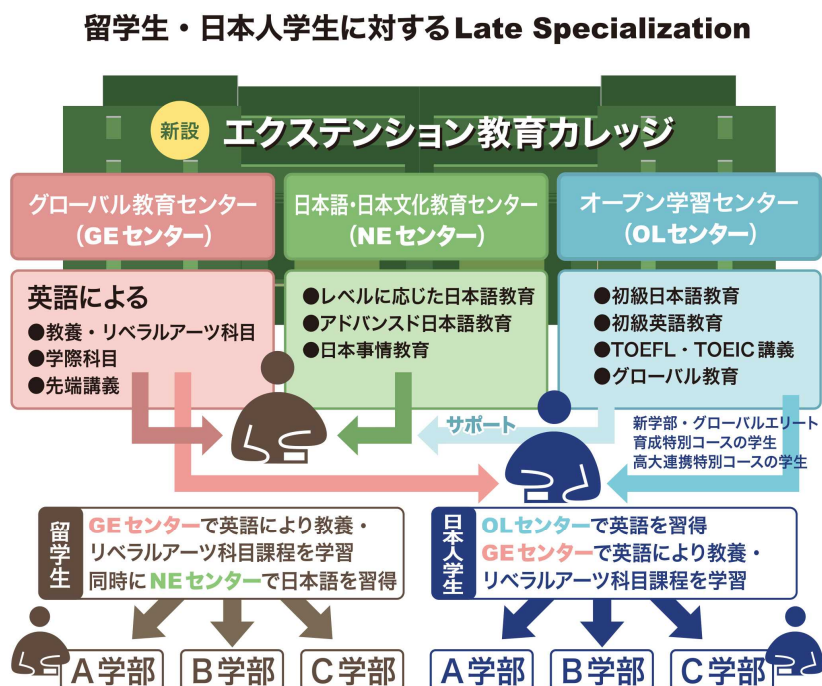 留学生・日本人学生に対するLate Specialization
新設
エクステンション教育カレッジ
グローバル教育センター
（GEセンター）
日本語・日本文化教育センター
（NEセンター）
オープン学習センター
（OLセンター）
英語による
●教養・リベラルアーツ科目
●学際科目
●先端講義
●レベルに応じた日本語教育
●アドバンスド日本語教育
●日本事情教育
●初級日本語教育
●初級英語教育
●TOEFL・TOEIC講義
●グローバル教育
サポート
新学部・グローバルエリート
育成特別コースの学生
高大連携特別コースの学生
留学生
GEセンターで英語により教養・
リベラルアーツ科目課程を学習
同時にNEセンターで日本語を習得
日本人学生
OLセンターで英語を習得
GEセンターで英語により教養・
リベラルアーツ科目課程を学習
A学部
B学部
C学部
A学部
B学部
C学部